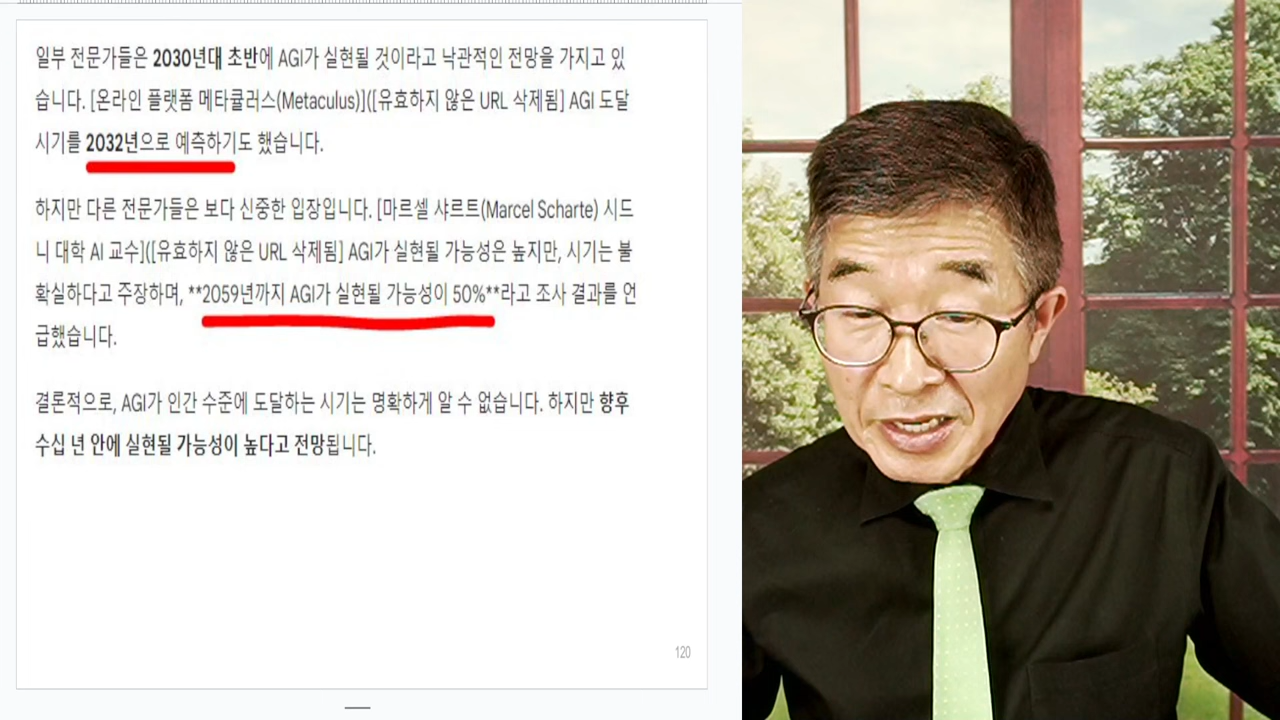 일부 전문가들은 2030년대 초반에 AGI가 실현될 것이라고 낙관적인 전망을 가지고 있
습니다. [온라인 플랫폼 메타큘러스(Metaculus)]([유효하지 않은 URL 삭제됨] AGI 도달
시기를 2032년으로 예측하기도 했습니다.
하지만 다른 전문가들은 보다 신중한 입장입니다. [마르셀 샤르트(Marcel Scharte) 시드
니 대학 AI 교수]([유효하지 않은 URL 삭제됨] AGI가 실현될 가능성은 높지만, 시기는 불
확실하다고 주장하며, **2059년까지 AGI가 실현될 가능성이 50%**라고 조사 결과를 언
급했습니다.
결론적으로, AGI가 인간 수준에 도달하는 시기는 명확하게 알 수 없습니다. 하지만 향후
수십 년 안에 실현될 가능성이 높다고 전망됩니다.
120